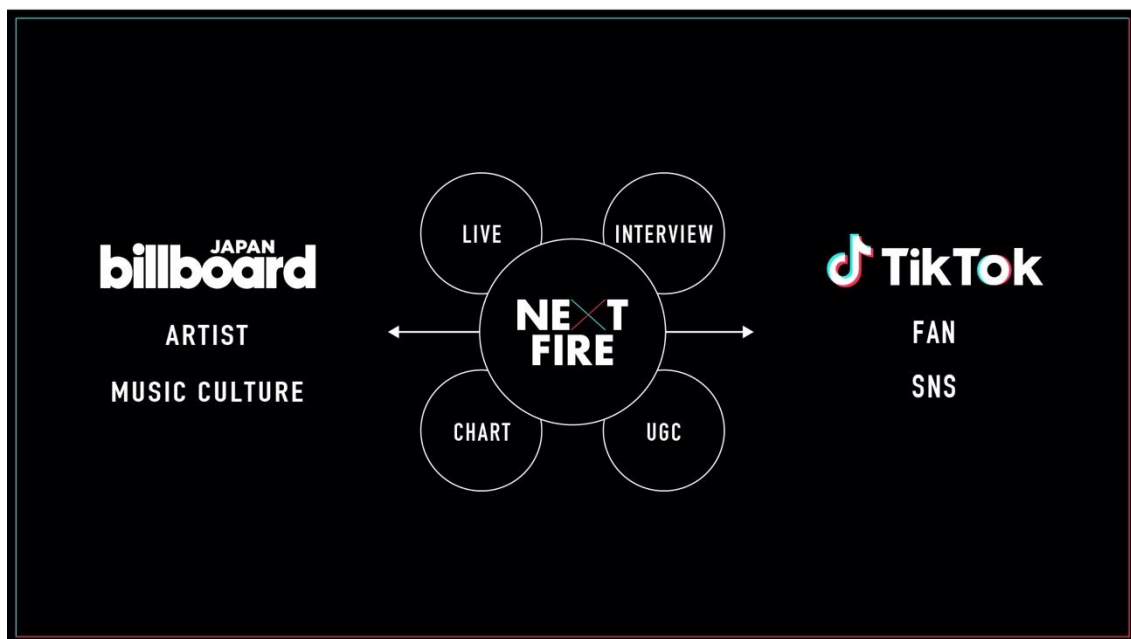 JAPAN
billboard
ARTIST
MUSIC CULTURE
LIVE
INTERVIEW
NEXT
FIRE
CHART
UGC
TikTok
FAN
SNS